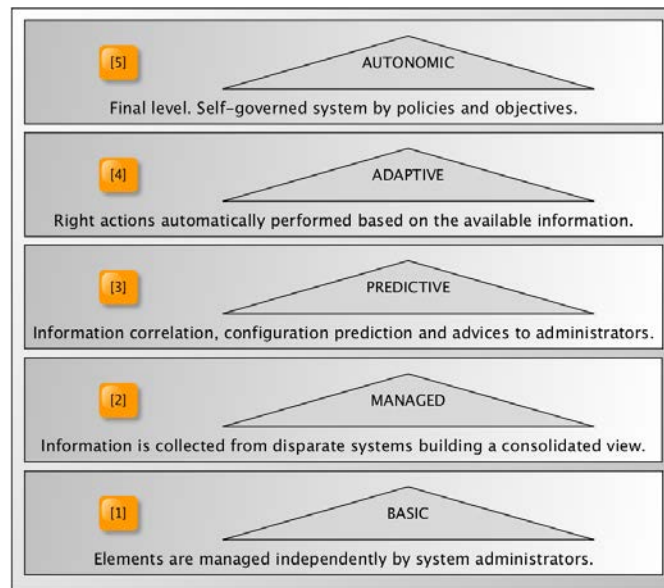 [5]
AUTONOMIC
Final level. Self-governed system by policies and objectives.
[4]
ADAPTIVE
Right actions automatically performed based on the available information.
[3]
PREDICTIVE
Information correlation, configuration prediction and advices to administrators.
[2]
MANAGED
Information is collected from disparate systems building a consolidated view.
[1]
BASIC
Elements are managed independently by system administrators.